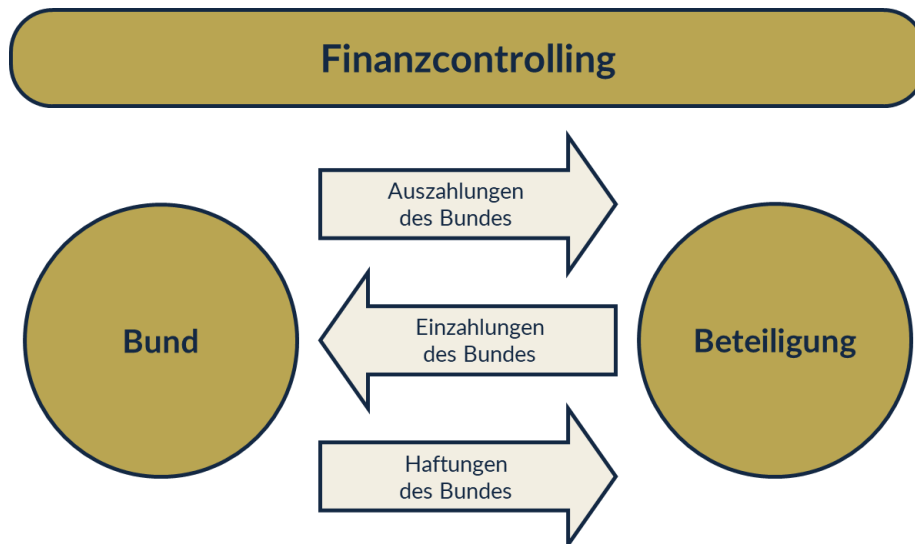 Finanzcontrolling
Auszahlungen
des Bundes
Bund
Einzahlungen
des Bundes
Beteiligung
Haftungen
des Bundes